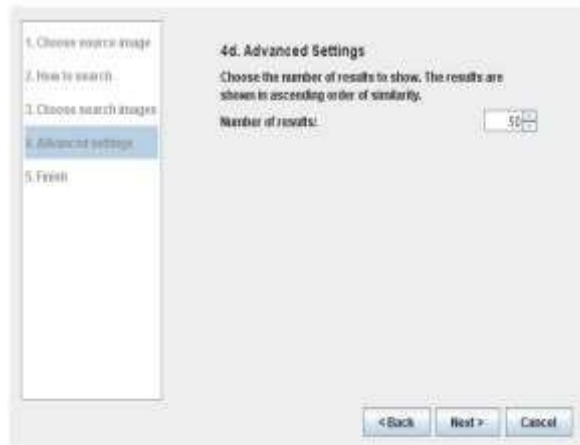 1. Choose source image
2. How to search
3. Choose search images
4. Advanced settings
5. Finish
4d. Advanced Settings
Choose the number of results to show. The results are
shown in ascending order of similarity.
Number of results:
50
< Back
Next >
Cancel